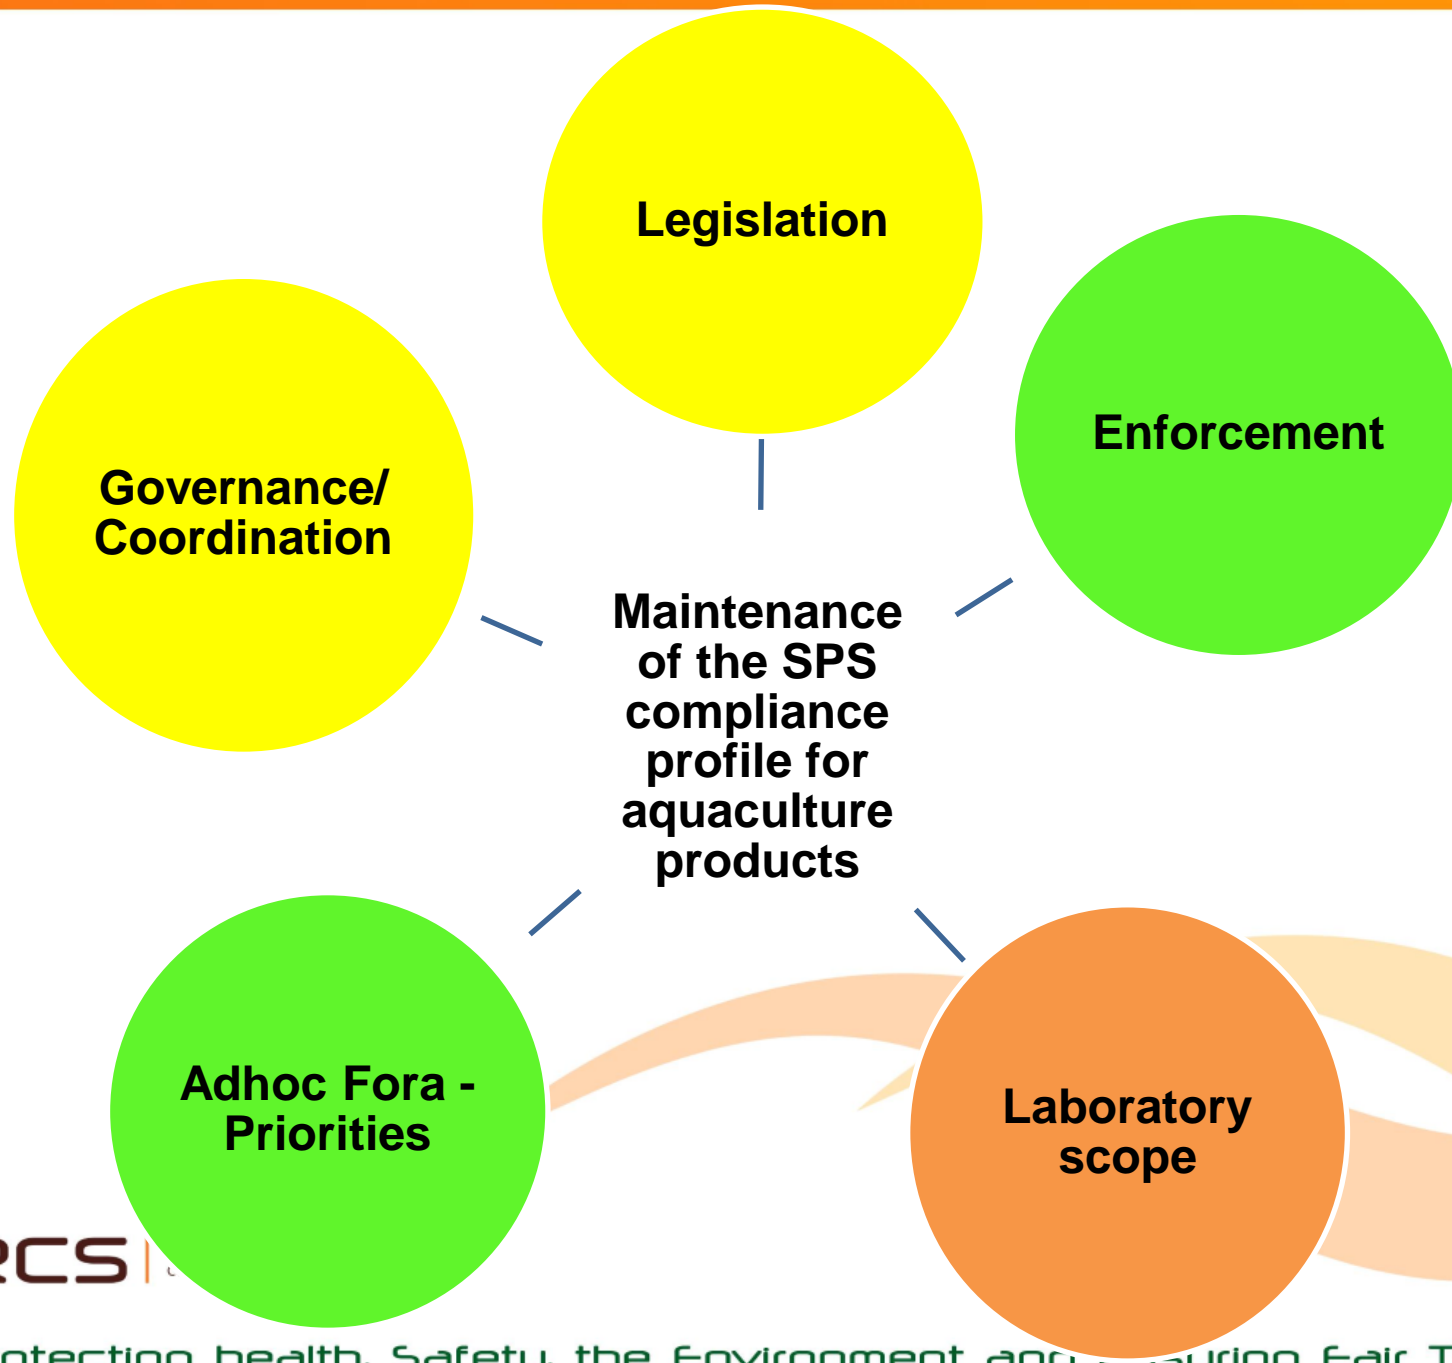 Legislation
Enforcement
Governance/
Coordination
Maintenance
of the SPS
compliance
profile for
aquaculture
products
Adhoc Fora -
Priorities
Laboratory
scope
RCS
health, Safety, the Environment and Fair